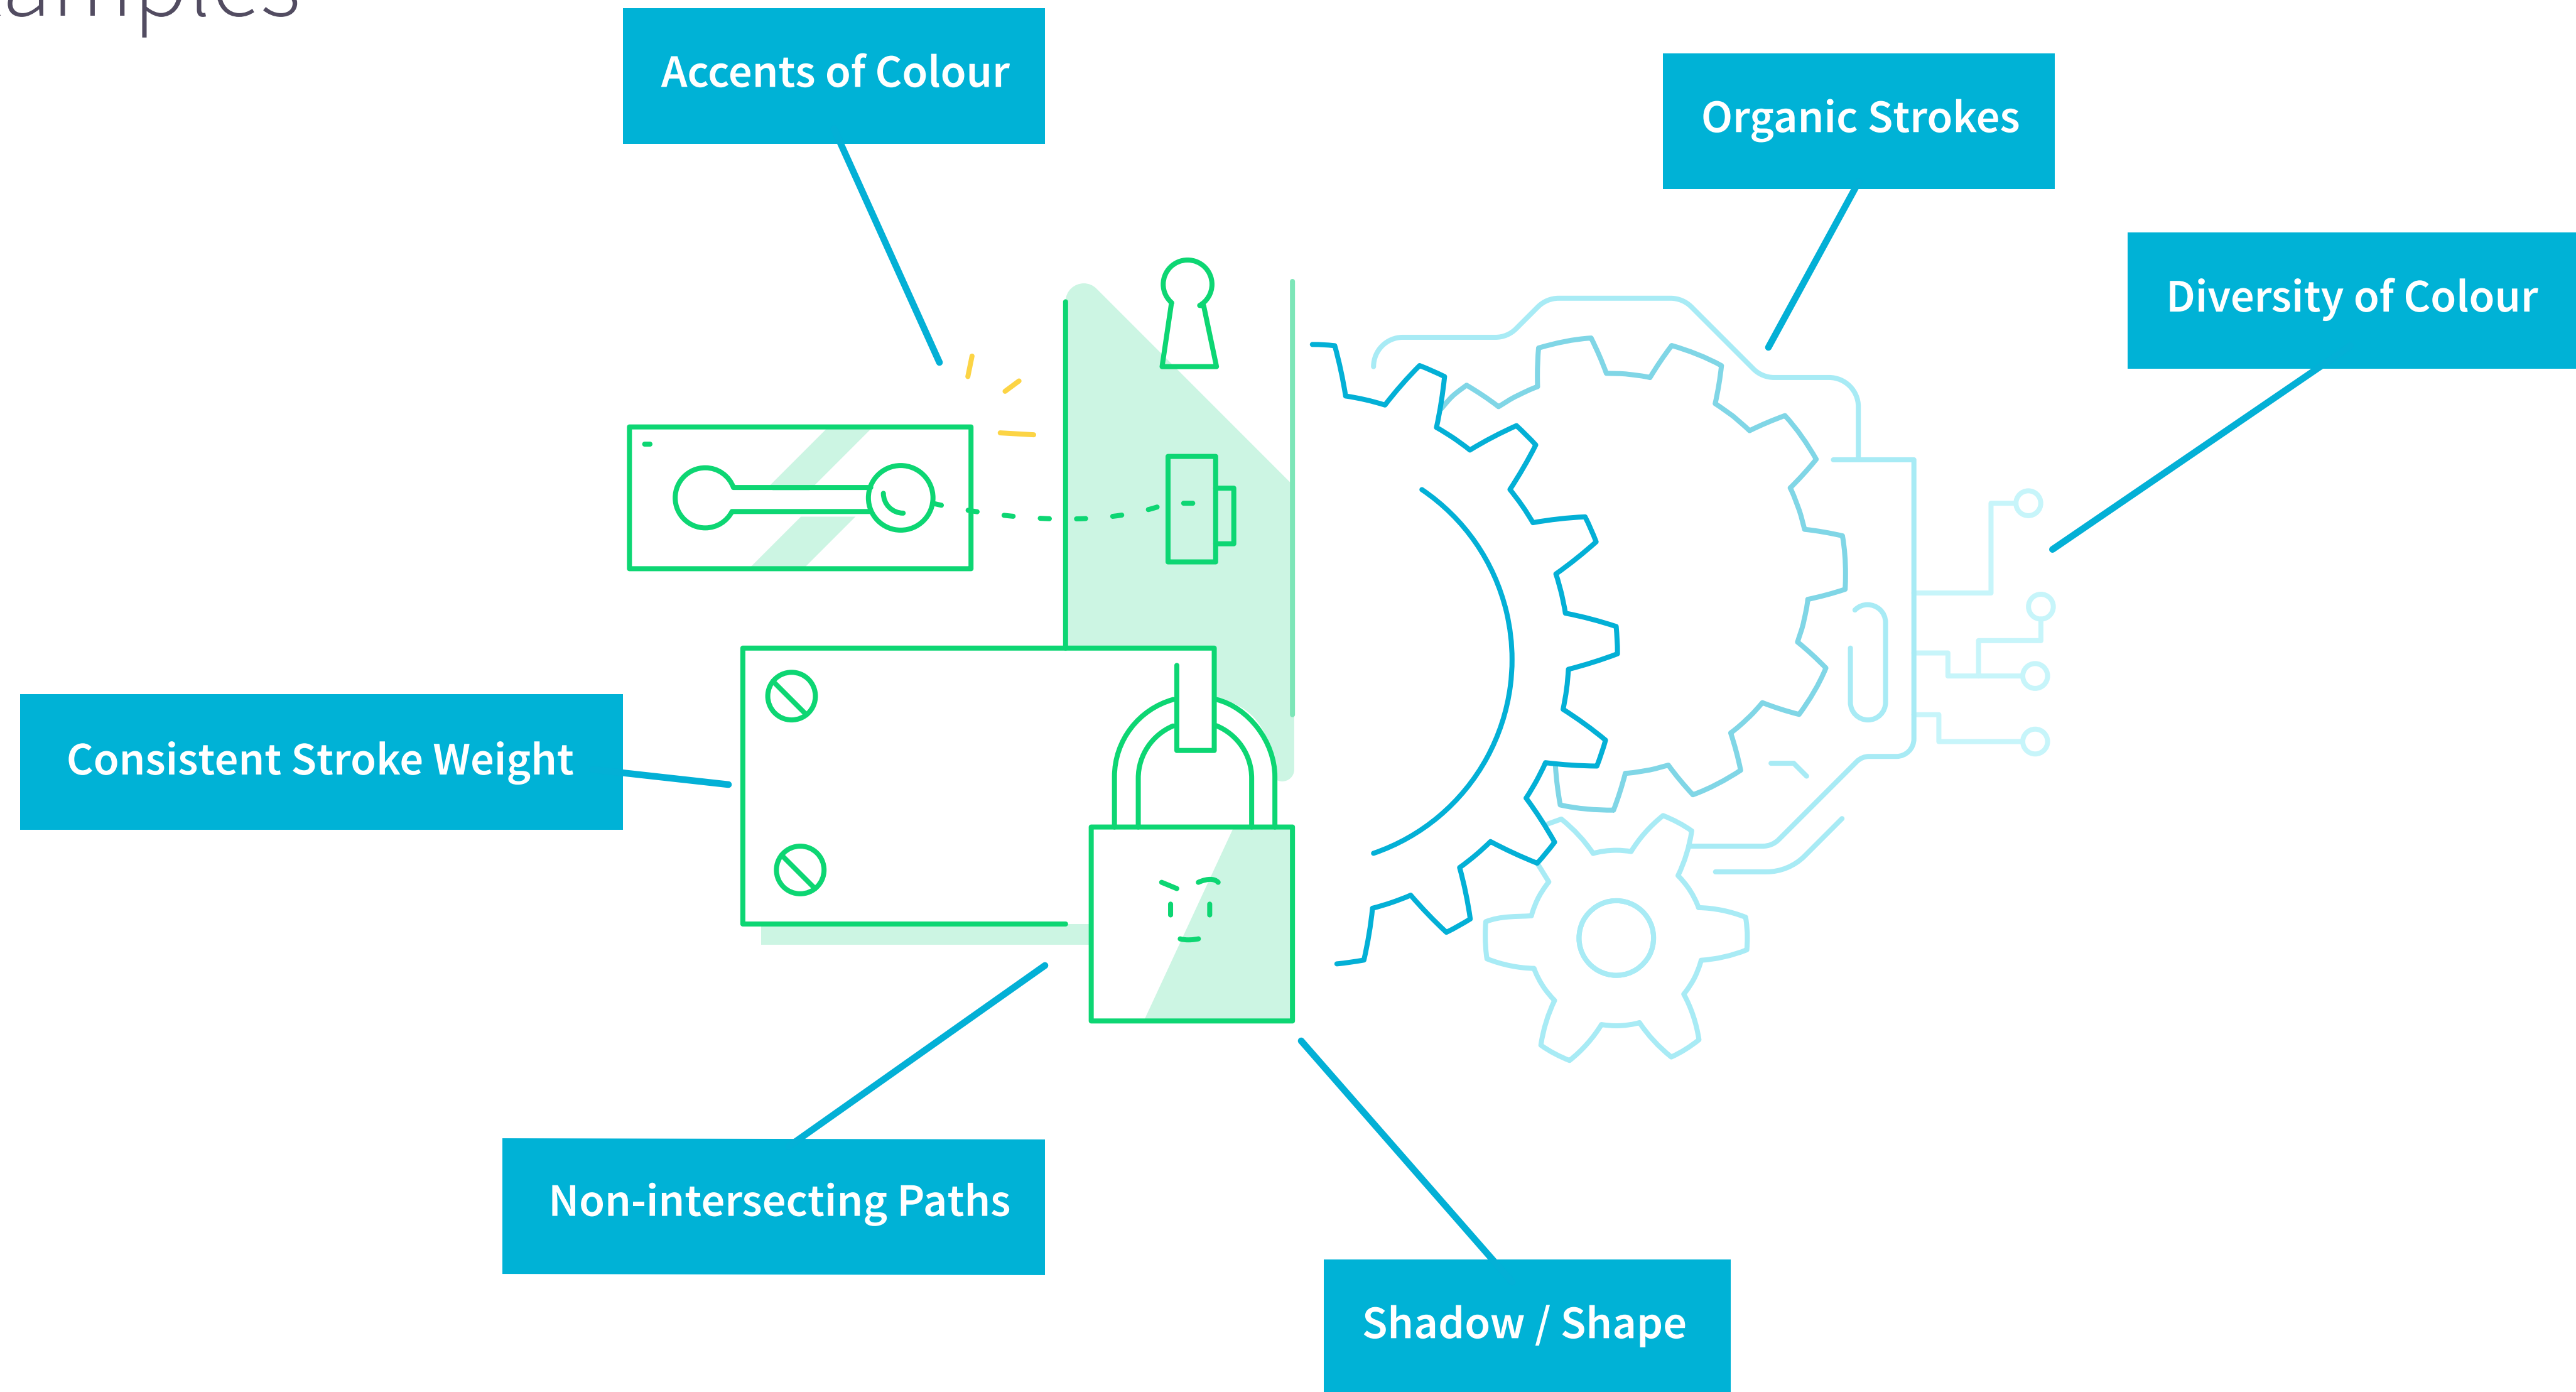 Accents of Colour
Organic Strokes
Diversity of Colour
Consistent Stroke Weight
Non-intersecting Paths
Shadow / Shape